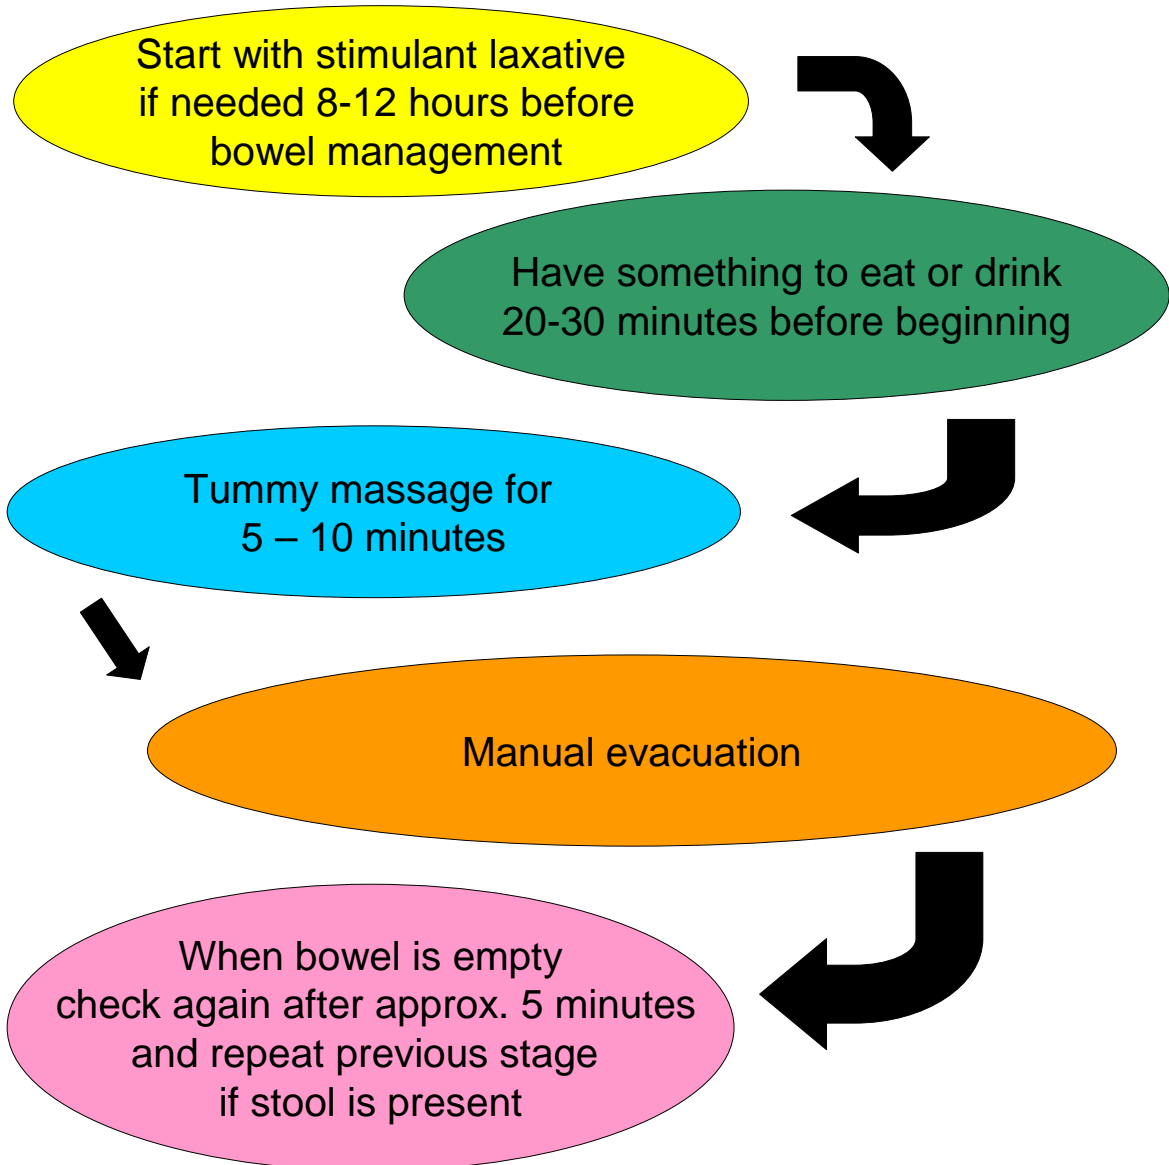 Start with stimulant laxative
if needed 8-12 hours before
bowel management
Have something to eat or drink
20-30 minutes before beginning
Tummy massage for
5 – 10 minutes
Manual evacuation
When bowel is empty
check again after approx. 5 minutes
and repeat previous stage
if stool is present